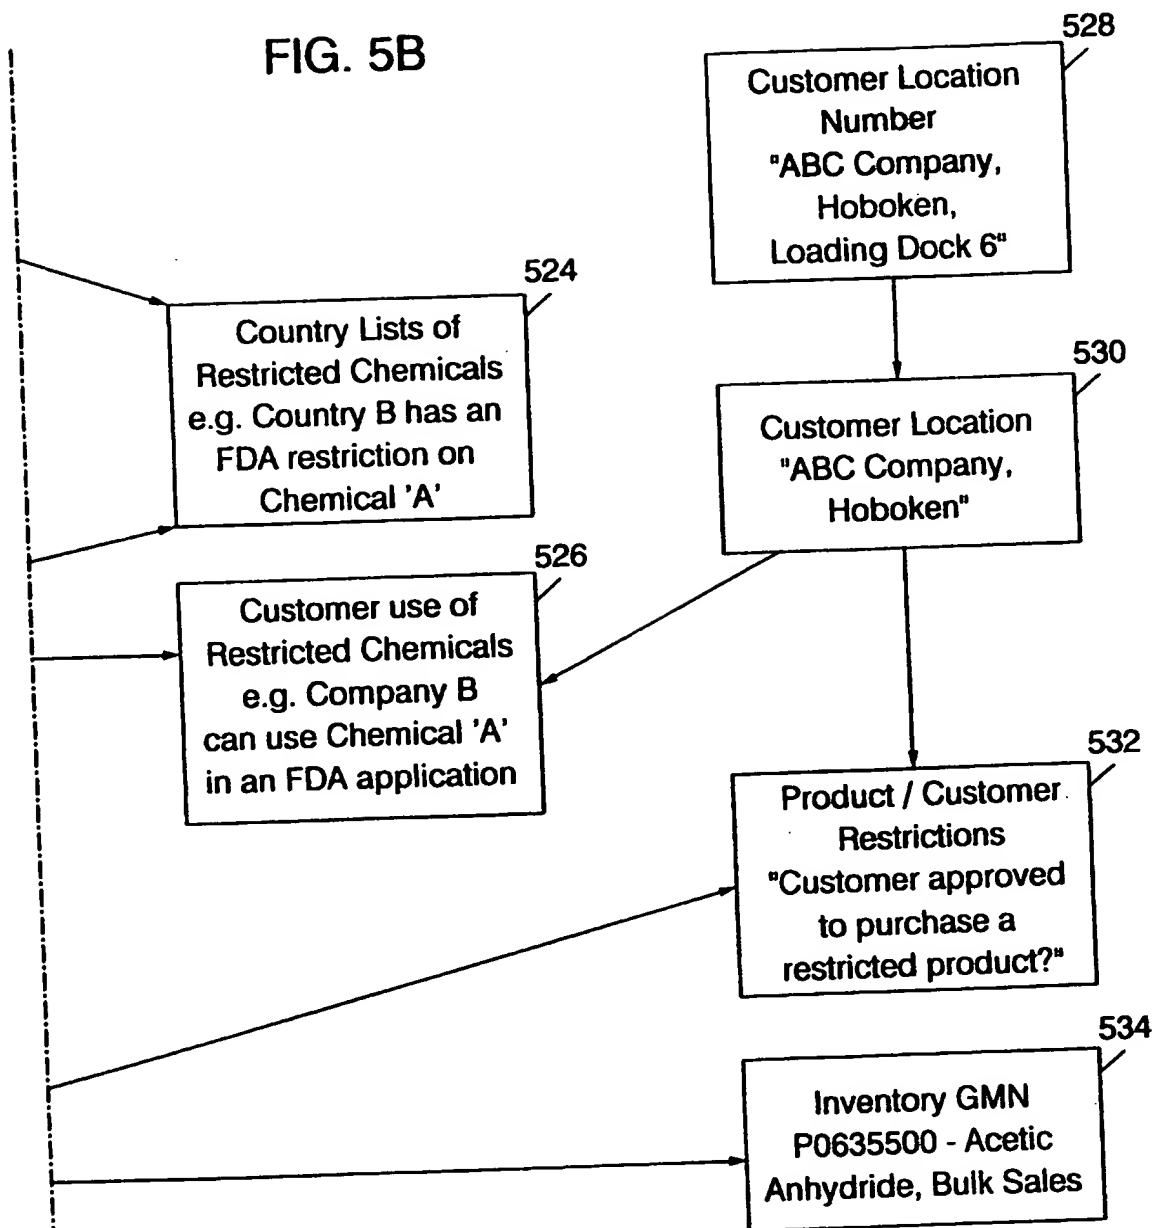 FIG. 5B
528
Customer Location
Number
"ABC Company,
Hoboken,
Loading Dock 6"
524
Country Lists of
Restricted Chemicals
e.g. Country B has an
FDA restriction on
Chemical 'A'
530
Customer Location
"ABC Company,
Hoboken"
526
Customer use of
Restricted Chemicals
e.g. Company B
can use Chemical 'A'
in an FDA application
532
Product / Customer
Restrictions
"Customer approved
to purchase a
restricted product?"
534
Inventory GMN
P0635500 - Acetic
Anhydride, Bulk Sales